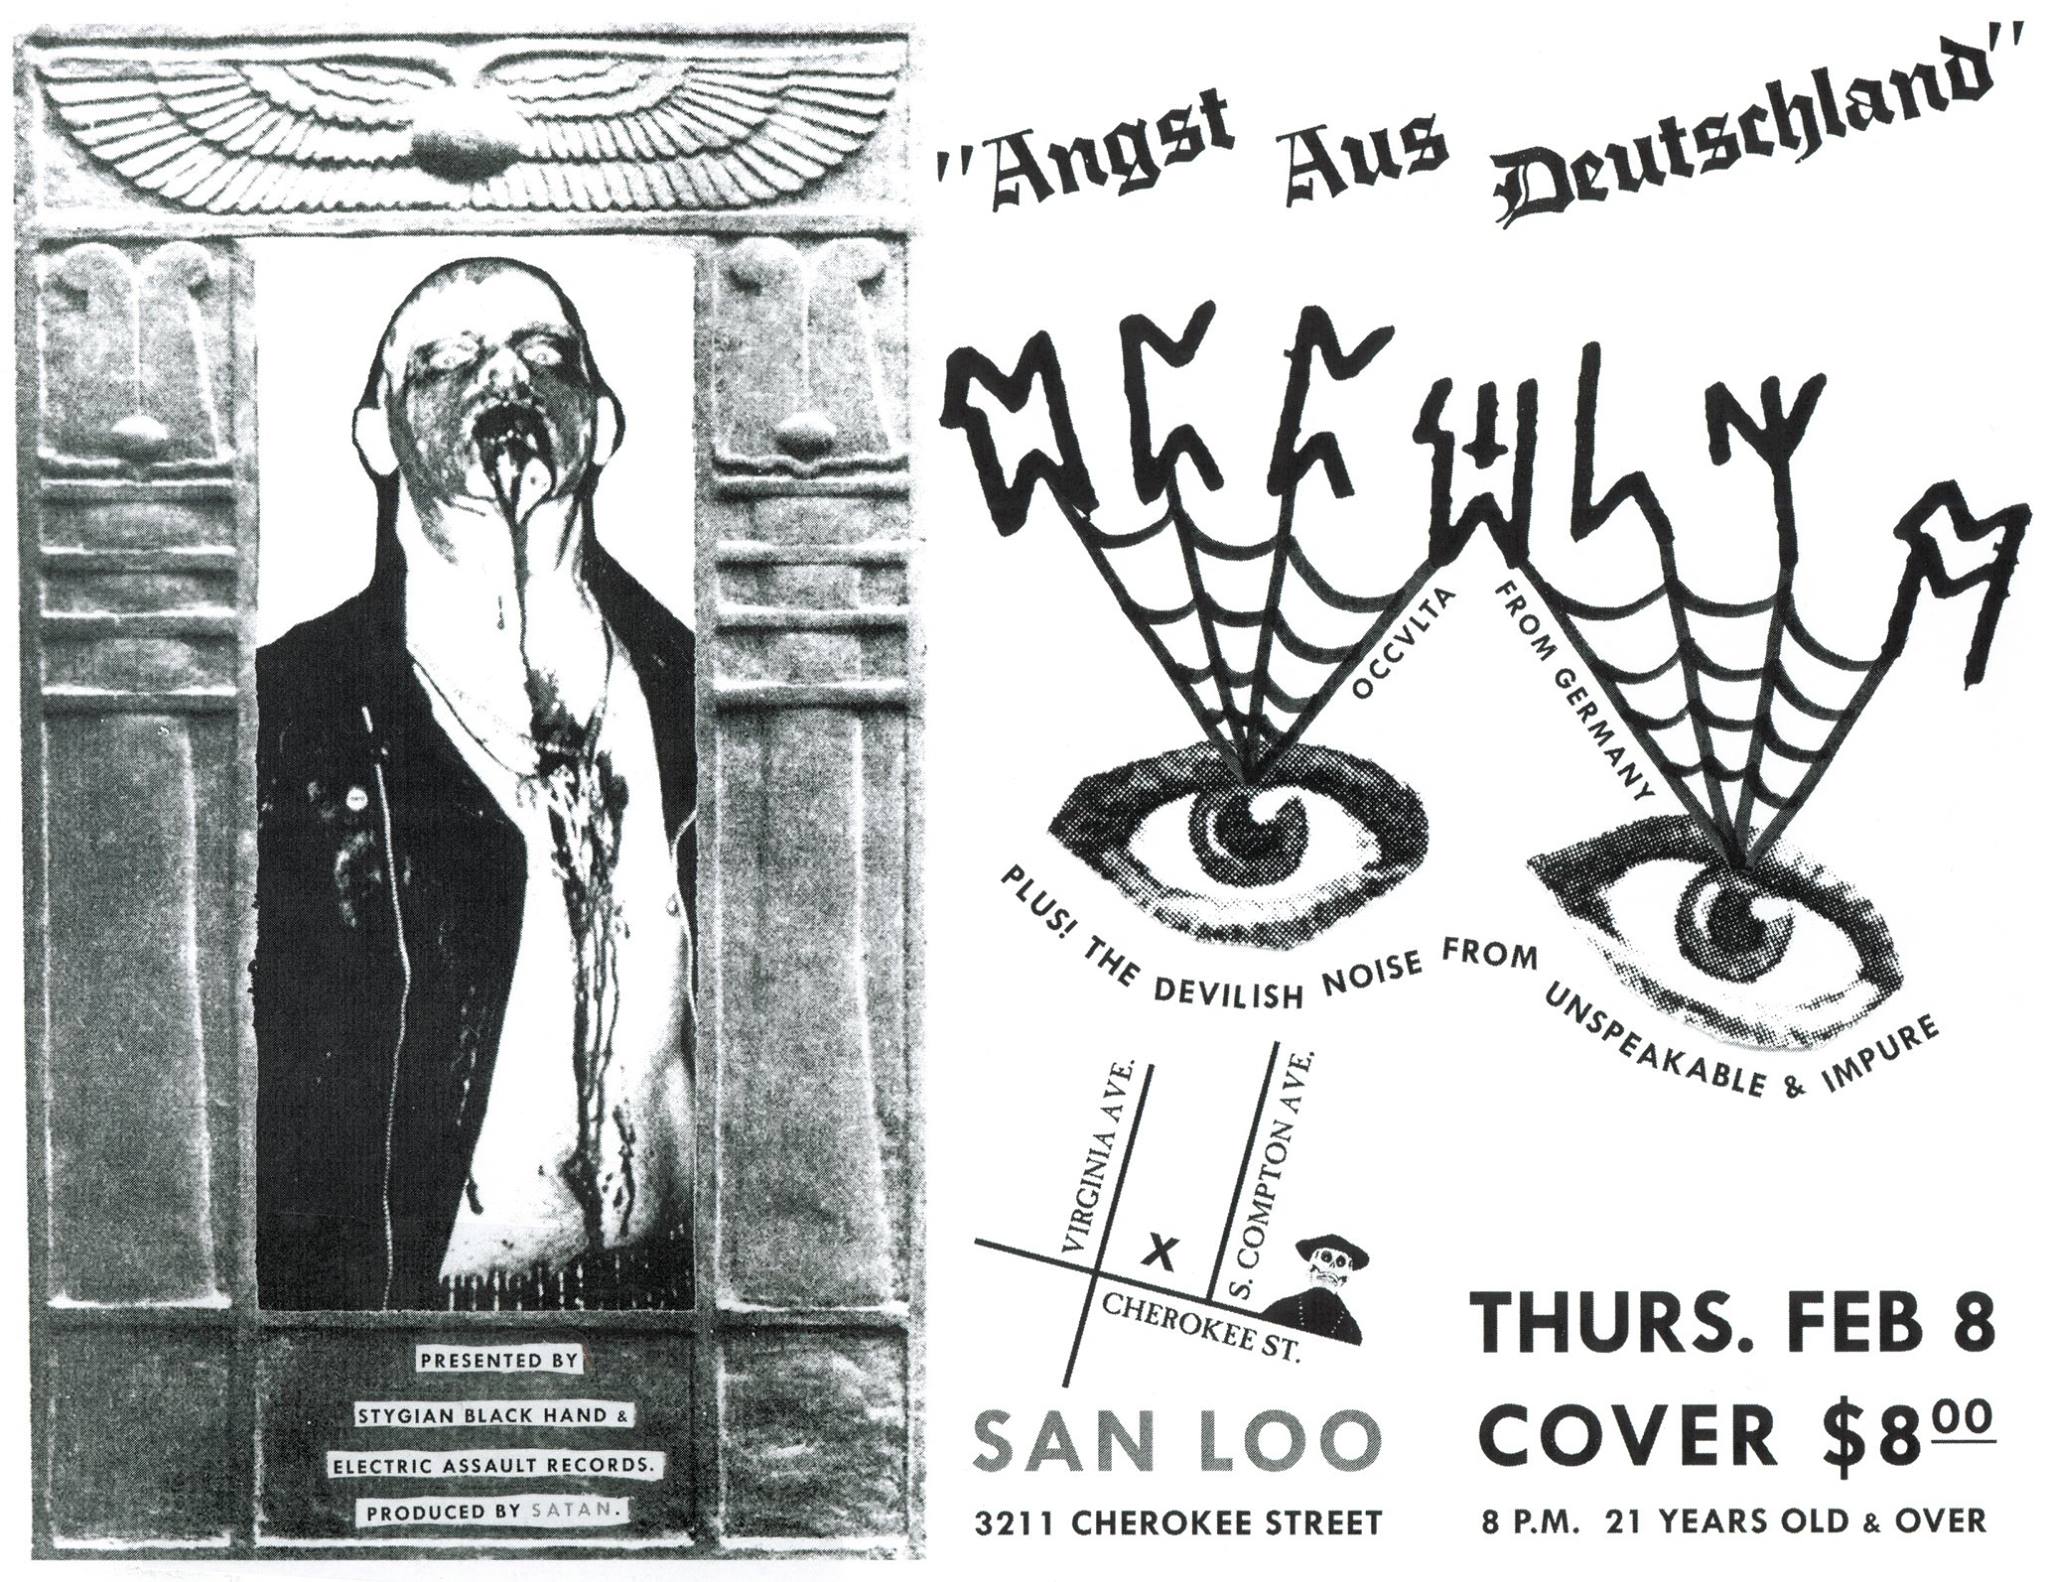 "Angst Aus Deutschland"
OCCVLTA
FROM GERMANY
PLUS! THE DEVILISH NOISE FROM UNSPEAKABLE & IMPURE
VIRGINIA AVE.
S. COMPTON AVE.
X
CHEROKEE ST.
SAN LOO
3211 CHEROKEE STREET
THURS. FEB 8
COVER $800
8 P.M. 21 YEARS OLD & OVER
PRESENTED BY
STYGIAN BLACK HAND &
ELECTRIC ASSAULT RECORDS.
PRODUCED BY SATAN.